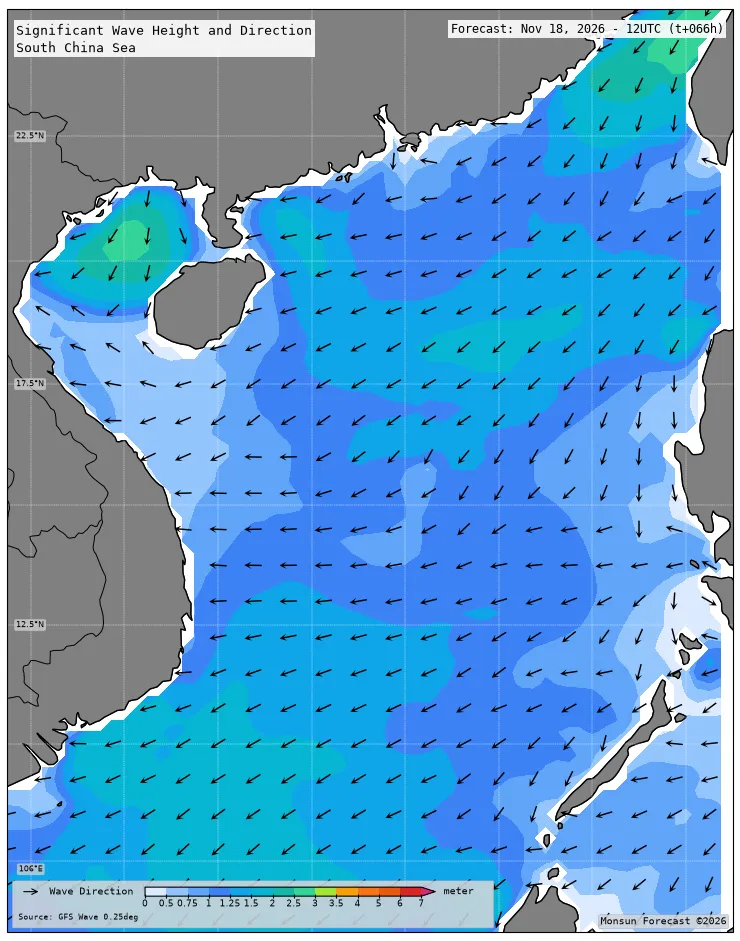 Significant Wave Height and Direction
South China Sea
Forecast: Nov 18, 2026 - 12UTC (t+066h)
22.5°N
17.5°N
12.5°N
106°E
Wave Direction
meter
0 0.5 0.75 1 1.25 1.5 2 2.5 3 3.5 4 5 6 7
Source: GFS Wave 0.25deg
Monsun Forecast ©2026